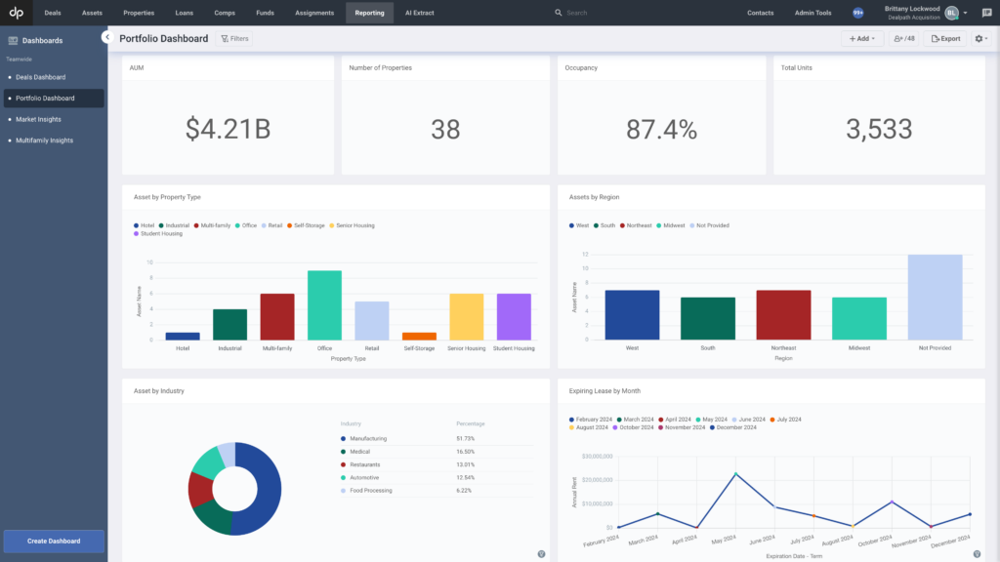 dp Deals Assets Properties Loans Comps Funds Assignments Reporting AI Extract Search Contacts Admin Tools 99+ Brittany Lockwood BL
Dealpath Acquisition
Dashboards
Portfolio Dashboard Filters + Add /48 Export
Teamwide
Deals Dashboard
Portfolio Dashboard
Market Insights
Multifamily Insights
Create Dashboard
AUM
$4.21B
Number of Properties
38
Occupancy
87.4%
Total Units
3,533
Asset by Property Type
Hotel Industrial Multi-family Office Retail Self-Storage Senior Housing
Student Housing
Asset Name
10
8
6
4
2
0
Hotel Industrial Multi-family Office Retail Self-Storage Senior Housing Student Housing
Property Type
Assets by Region
West South Northeast Midwest Not Provided
Asset Name
12
10
8
6
4
2
0
West South Northeast Midwest Not Provided
Region
Asset by Industry
Industry Percentage
Manufacturing 51.73%
Medical 16.50%
Restaurants 13.01%
Automotive 12.54%
Food Processing 6.22%
Expiring Lease by Month
February 2024 March 2024 April 2024 May 2024 June 2024 July 2024
August 2024 October 2024 November 2024 December 2024
Annual Rent
$30,000,000
$20,000,000
$10,000,000
$0
February 2024 March 2024 April 2024 May 2024 June 2024 July 2024 August 2024 October 2024 November 2024 December 2024
Expiration Date - Term